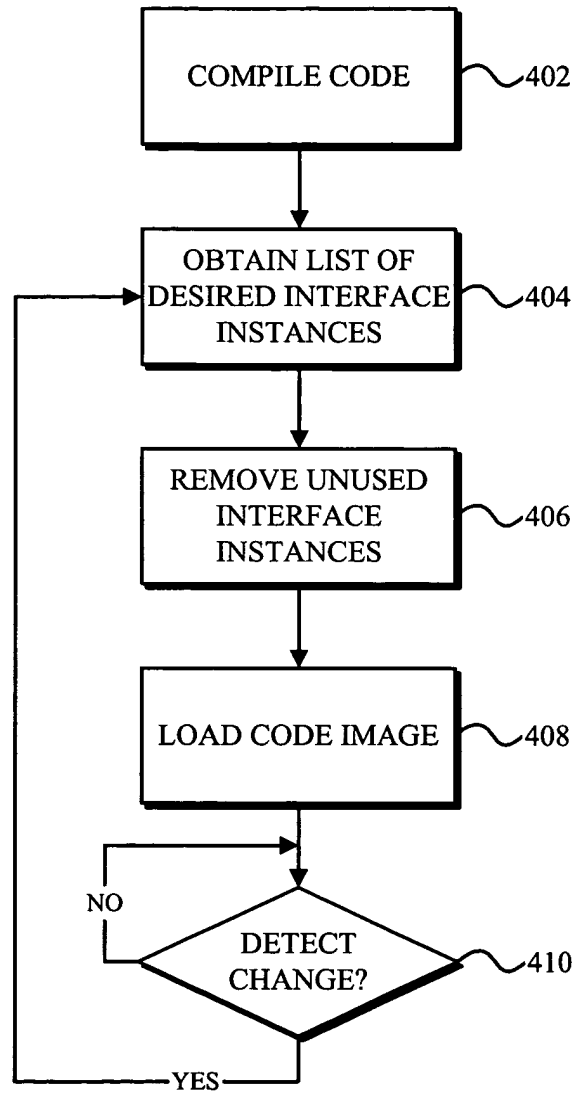 COMPILE CODE
402
OBTAIN LIST OF
DESIRED INTERFACE
INSTANCES
404
REMOVE UNUSED
INTERFACE
INSTANCES
406
LOAD CODE IMAGE
408
NO
DETECT
CHANGE?
410
YES